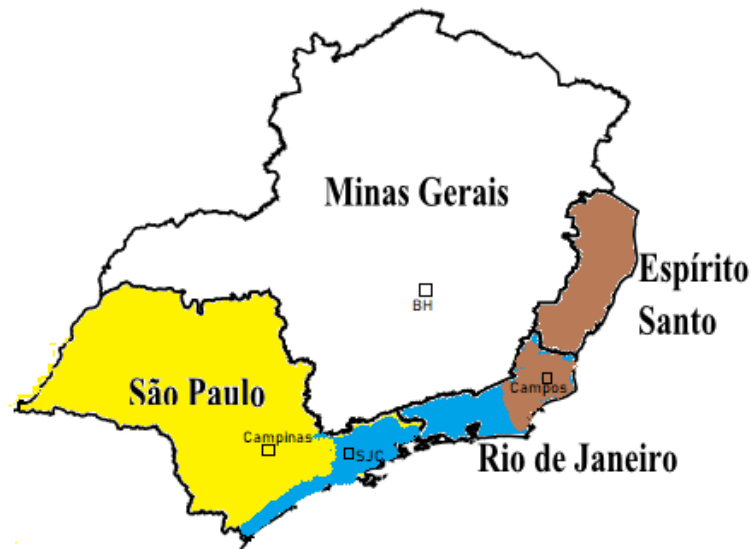 Minas Gerais
Espírito
Santo
BH
São Paulo
Campos
Campinas
SJC
Rio de Janeiro